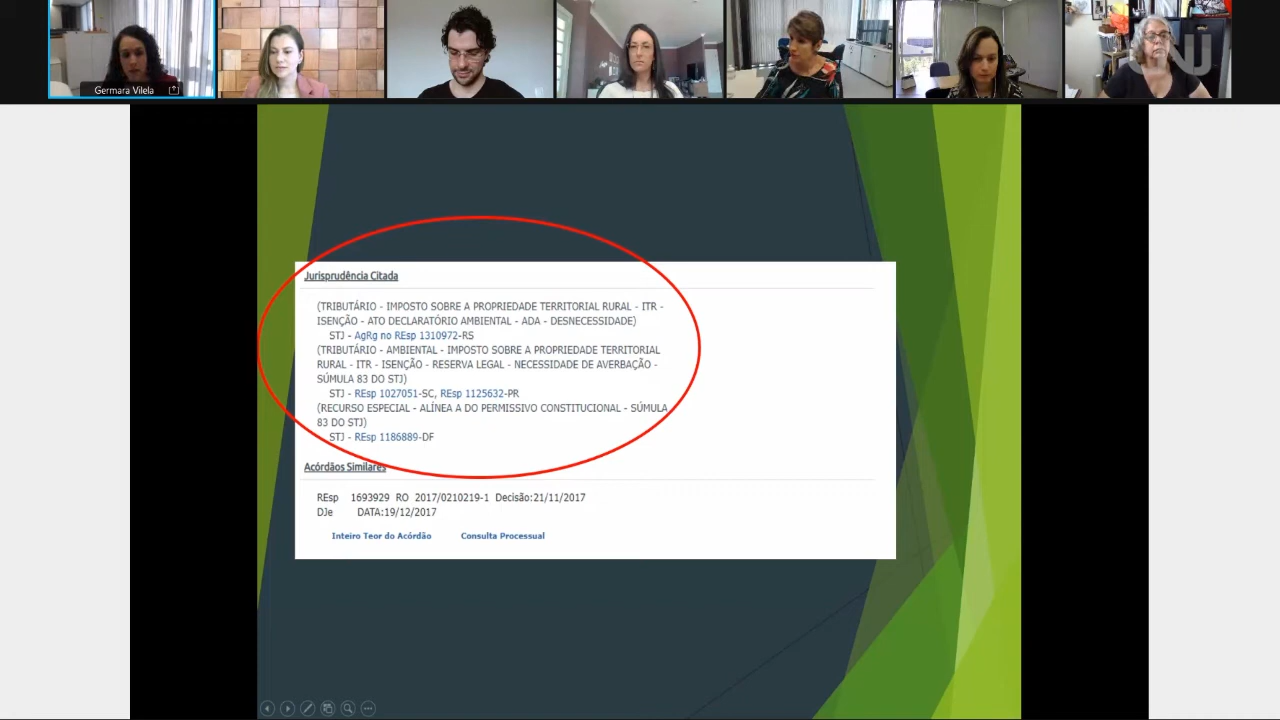 Germara Vilela
Jurisprudência Citada
(TRIBUTÁRIO - IMPOSTO SOBRE A PROPRIEDADE TERRITORIAL RURAL - ITR -
ISENÇÃO - ATO DECLARATÓRIO AMBIENTAL - ADA - DESNECESSIDADE)
STJ - AgRg no REsp 1310972-RS
(TRIBUTÁRIO - AMBIENTAL - IMPOSTO SOBRE A PROPRIEDADE TERRITORIAL
RURAL - ITR - ISENÇÃO - RESERVA LEGAL - NECESSIDADE DE AVERBAÇÃO -
SÚMULA 83 DO STJ)
STJ - REsp 1027051-SC, REsp 1125632-PR
(RECURSO ESPECIAL - ALÍNEA A DO PERMISSIVO CONSTITUCIONAL - SÚMULA
83 DO STJ)
STJ - REsp 1186889-DF
Acórdãos Similares
REsp 1693929 RO 2017/0210219-1 Decisão:21/11/2017
DJe DATA:19/12/2017
Inteiro Teor do Acórdão Consulta Processual